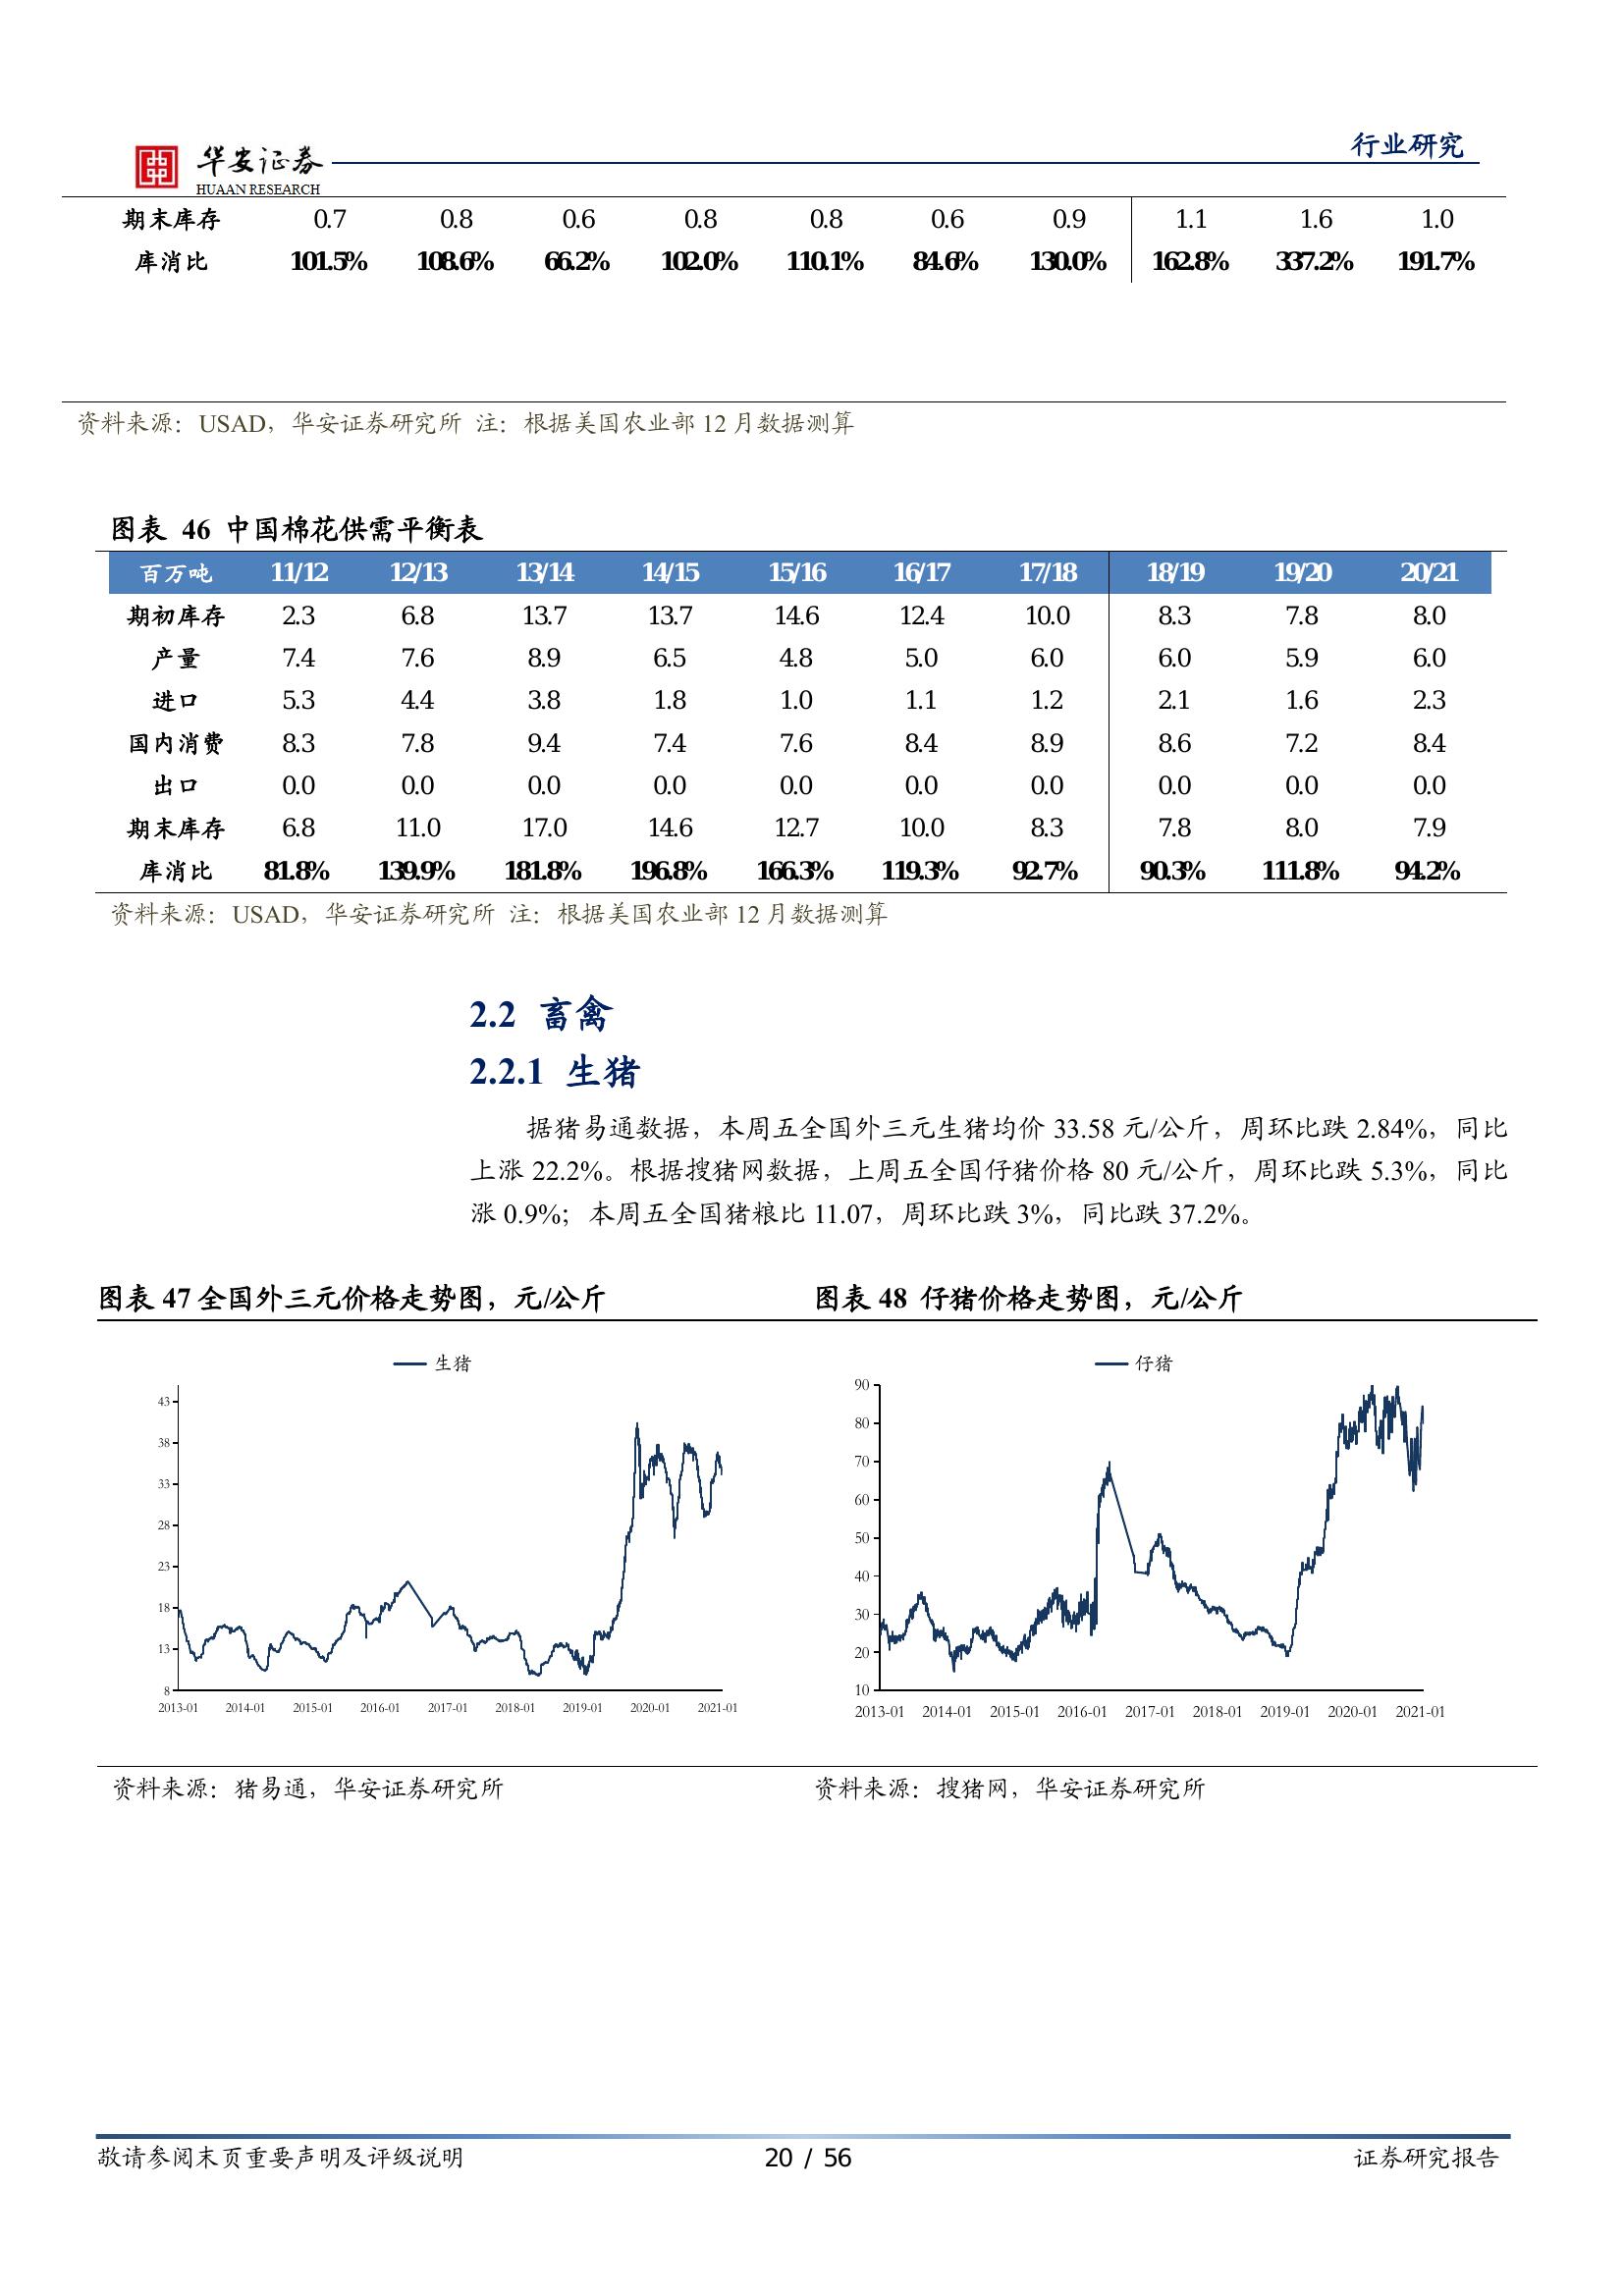 华安证券
HUAAN RESEARCH
行业研究
期末库存 0.7 0.8 0.6 0.8 0.8 0.6 0.9 1.1 1.6 1.0
库消比 101.5% 108.6% 66.2% 102.0% 110.1% 84.6% 130.0% 162.8% 337.2% 191.7%
资料来源：USAD，华安证券研究所 注：根据美国农业部 12 月数据测算
图表 46 中国棉花供需平衡表
百万吨 11/12 12/13 13/14 14/15 15/16 16/17 17/18 18/19 19/20 20/21
期初库存 2.3 6.8 13.7 13.7 14.6 12.4 10.0 8.3 7.8 8.0
产量 7.4 7.6 8.9 6.5 4.8 5.0 6.0 6.0 5.9 6.0
进口 5.3 4.4 3.8 1.8 1.0 1.1 1.2 2.1 1.6 2.3
国内消费 8.3 7.8 9.4 7.4 7.6 8.4 8.9 8.6 7.2 8.4
出口 0.0 0.0 0.0 0.0 0.0 0.0 0.0 0.0 0.0 0.0
期末库存 6.8 11.0 17.0 14.6 12.7 10.0 8.3 7.8 8.0 7.9
库消比 81.8% 139.9% 181.8% 196.8% 166.3% 119.3% 92.7% 90.3% 111.8% 94.2%
资料来源：USAD，华安证券研究所 注：根据美国农业部 12 月数据测算
2.2 畜禽
2.2.1 生猪
据猪易通数据，本周五全国外三元生猪均价 33.58 元/公斤，周环比跌 2.84%，同比
上涨 22.2%。根据搜猪网数据，上周五全国仔猪价格 80 元/公斤，周环比跌 5.3%，同比
涨 0.9%；本周五全国猪粮比 11.07，周环比跌 3%，同比跌 37.2%。
图表 47 全国外三元价格走势图，元/公斤
生猪
43
38
33
28
23
18
13
8
2013-01 2014-01 2015-01 2016-01 2017-01 2018-01 2019-01 2020-01 2021-01
资料来源：猪易通，华安证券研究所
图表 48 仔猪价格走势图，元/公斤
仔猪
90
80
70
60
50
40
30
20
10
2013-01 2014-01 2015-01 2016-01 2017-01 2018-01 2019-01 2020-01 2021-01
资料来源：搜猪网，华安证券研究所
敬请参阅末页重要声明及评级说明 20 / 56 证券研究报告